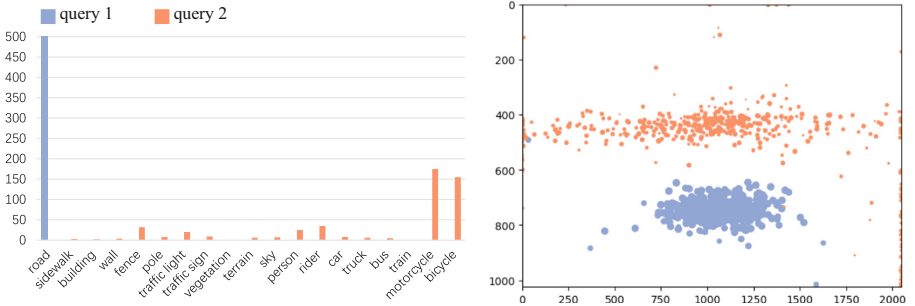 query 1
query 2
500
450
400
350
300
250
200
150
100
50
0
road
sidewalk
building
wall
fence
pole
traffic light
traffic sign
vegetation
terrain
sky
person
rider
car
truck
bus
train
motorcycle
bicycle
0
200
400
600
800
1000
0
250
500
750
1000
1250
1500
1750
2000